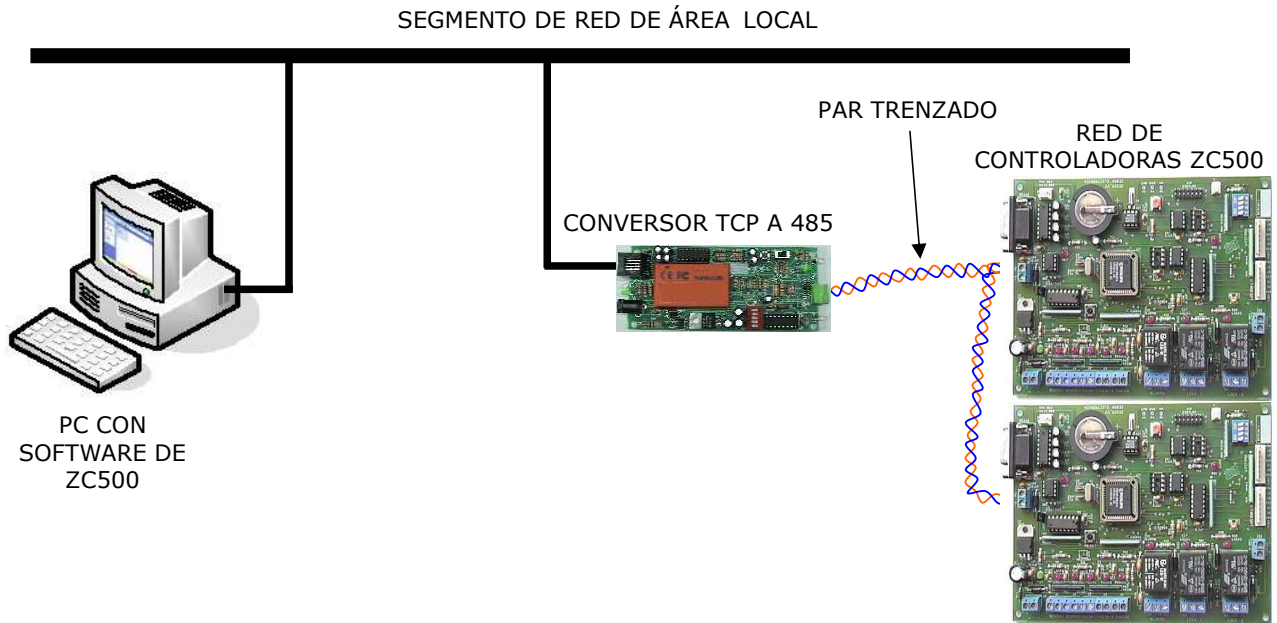 SEGMENTO DE RED DE ÁREA LOCAL
PAR TRENZADO
RED DE
CONTROLADORAS ZC500
CONVERSOR TCP A 485
PC CON
SOFTWARE DE
ZC500